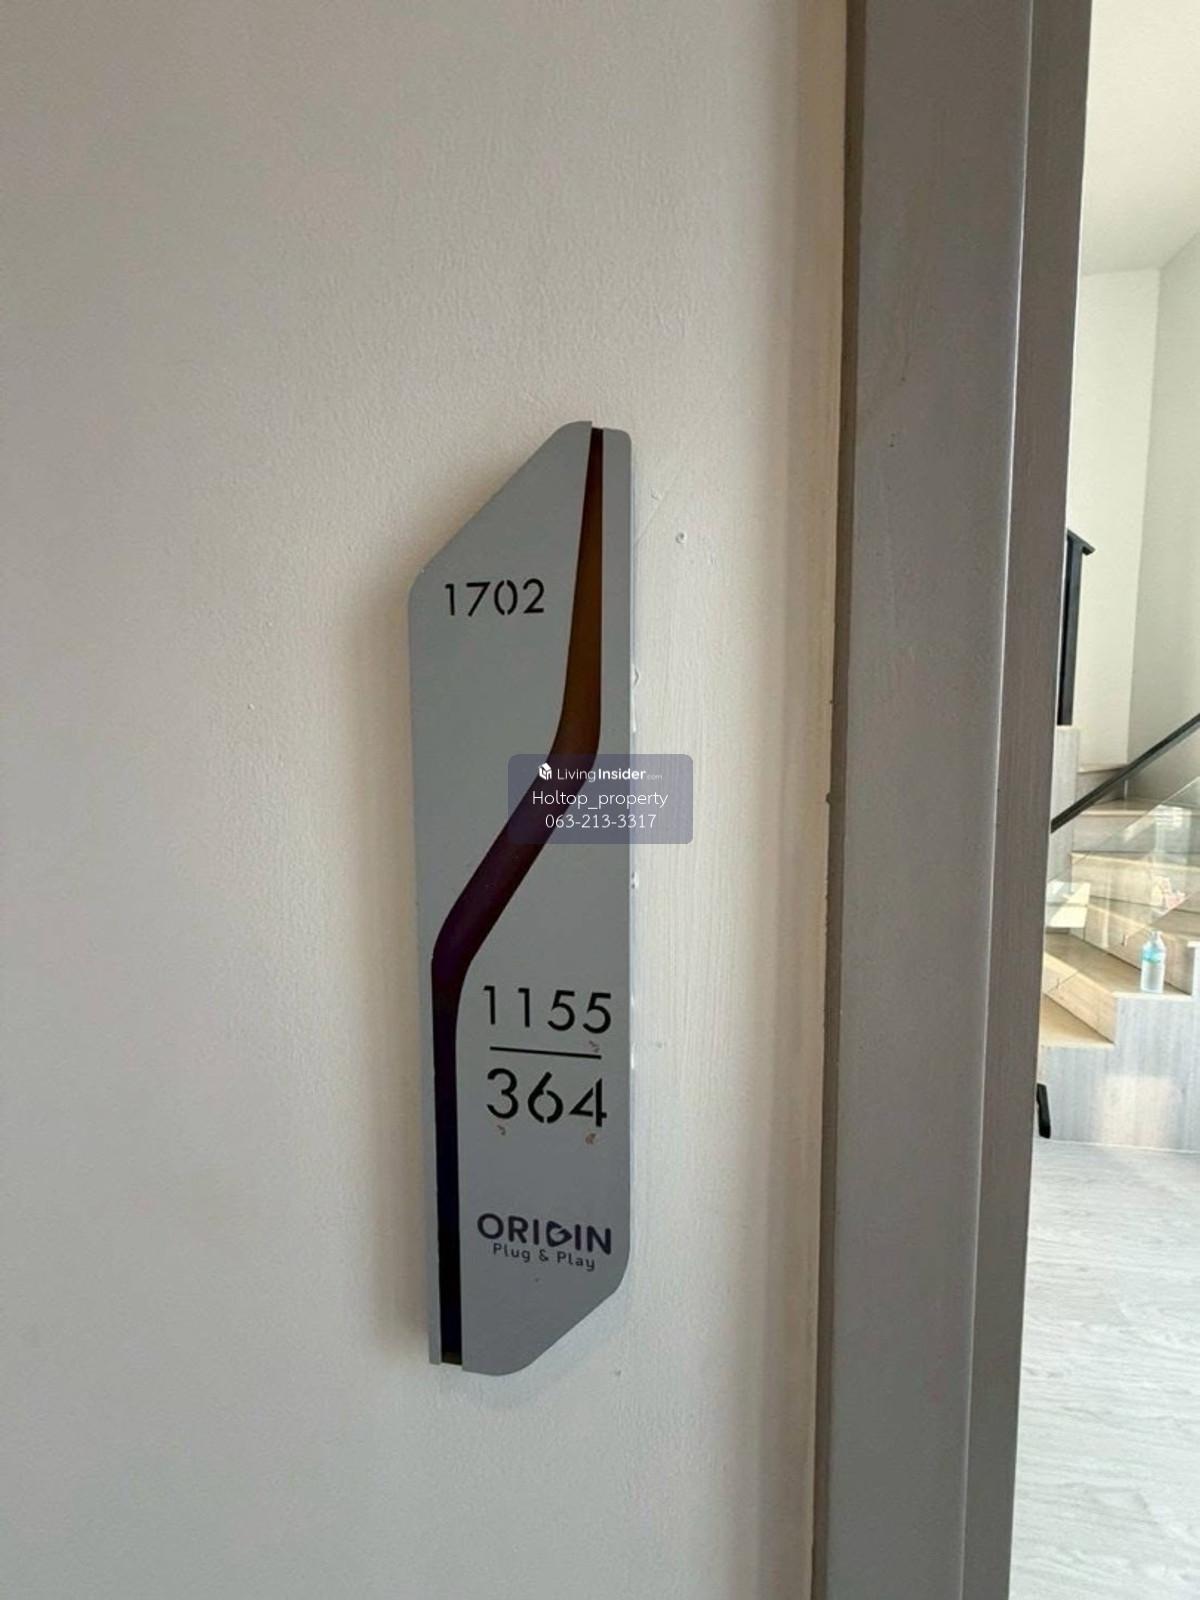 1702
LivingInsider.com
Holtop_property
063-213-3317
1155
364
ORIGIN
Plug & Play